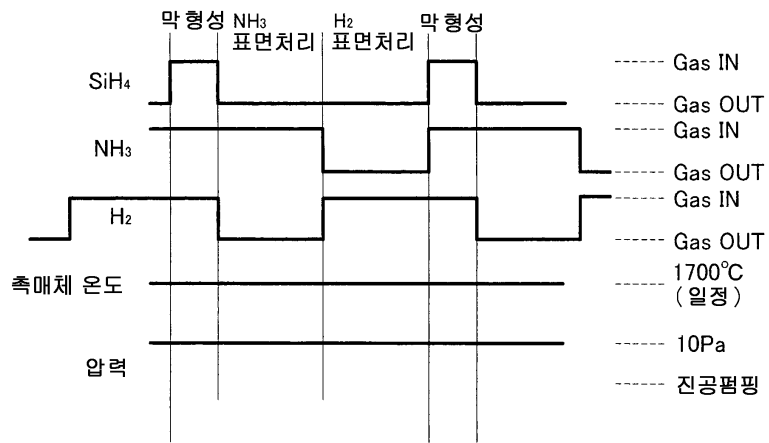 막 형성
NH₃
표면처리
H₂
표면처리
막형성
SiH₄
Gas IN
Gas OUT
NH₃
Gas IN
Gas OUT
H₂
Gas IN
Gas OUT
촉매체 온도
1700℃
(일정)
압력
10Pa
진공펌핑